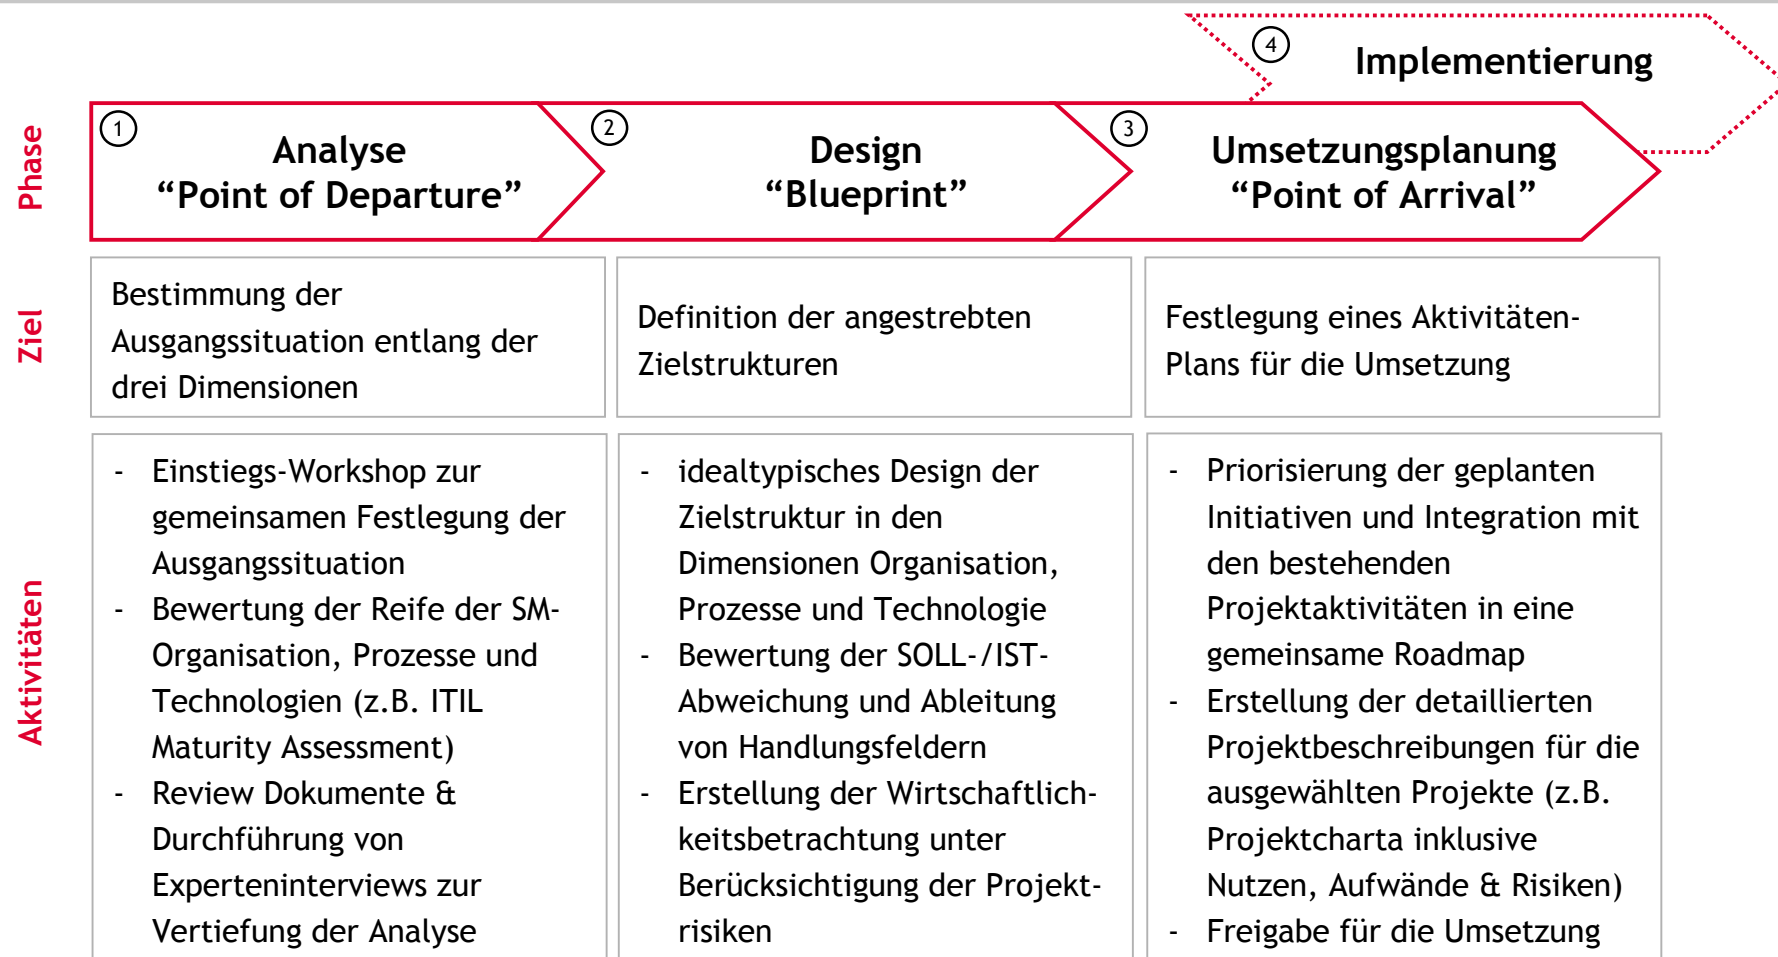 4
Implementierung
Phase
1
Analyse
“Point of Departure”
2
Design
“Blueprint”
3
Umsetzungsplanung
“Point of Arrival”
Ziel
Bestimmung der
Ausgangssituation entlang der
drei Dimensionen
Definition der angestrebten
Zielstrukturen
Festlegung eines Aktivitäten-
Plans für die Umsetzung
Aktivitäten
- Einstiegs-Workshop zur
gemeinsamen Festlegung der
Ausgangssituation
- Bewertung der Reife der SM-
Organisation, Prozesse und
Technologien (z.B. ITIL
Maturity Assessment)
- Review Dokumente &
Durchführung von
Experteninterviews zur
Vertiefung der Analyse
- idealtypisches Design der
Zielstruktur in den
Dimensionen Organisation,
Prozesse und Technologie
- Bewertung der SOLL-/IST-
Abweichung und Ableitung
von Handlungsfeldern
- Erstellung der Wirtschaftlich-
keitsbetrachtung unter
Berücksichtigung der Projekt-
risiken
- Priorisierung der geplanten
Initiativen und Integration mit
den bestehenden
Projektaktivitäten in eine
gemeinsame Roadmap
- Erstellung der detaillierten
Projektbeschreibungen für die
ausgewählten Projekte (z.B.
Projektcharta inklusive
Nutzen, Aufwände & Risiken)
- Freigabe für die Umsetzung